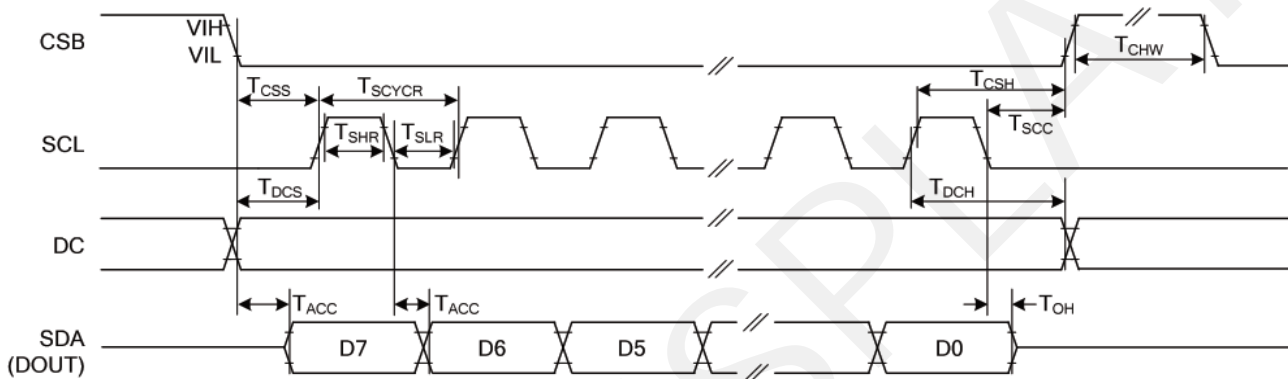 CSB
VIH
VIL
TCHW
TCSS
TSCYCR
TCSH
TSHR
TSLR
TSCC
SCL
TDCS
TDCH
DC
TACC
TACC
TOH
SDA
(DOUT)
D7
D6
D5
D0
SPLA